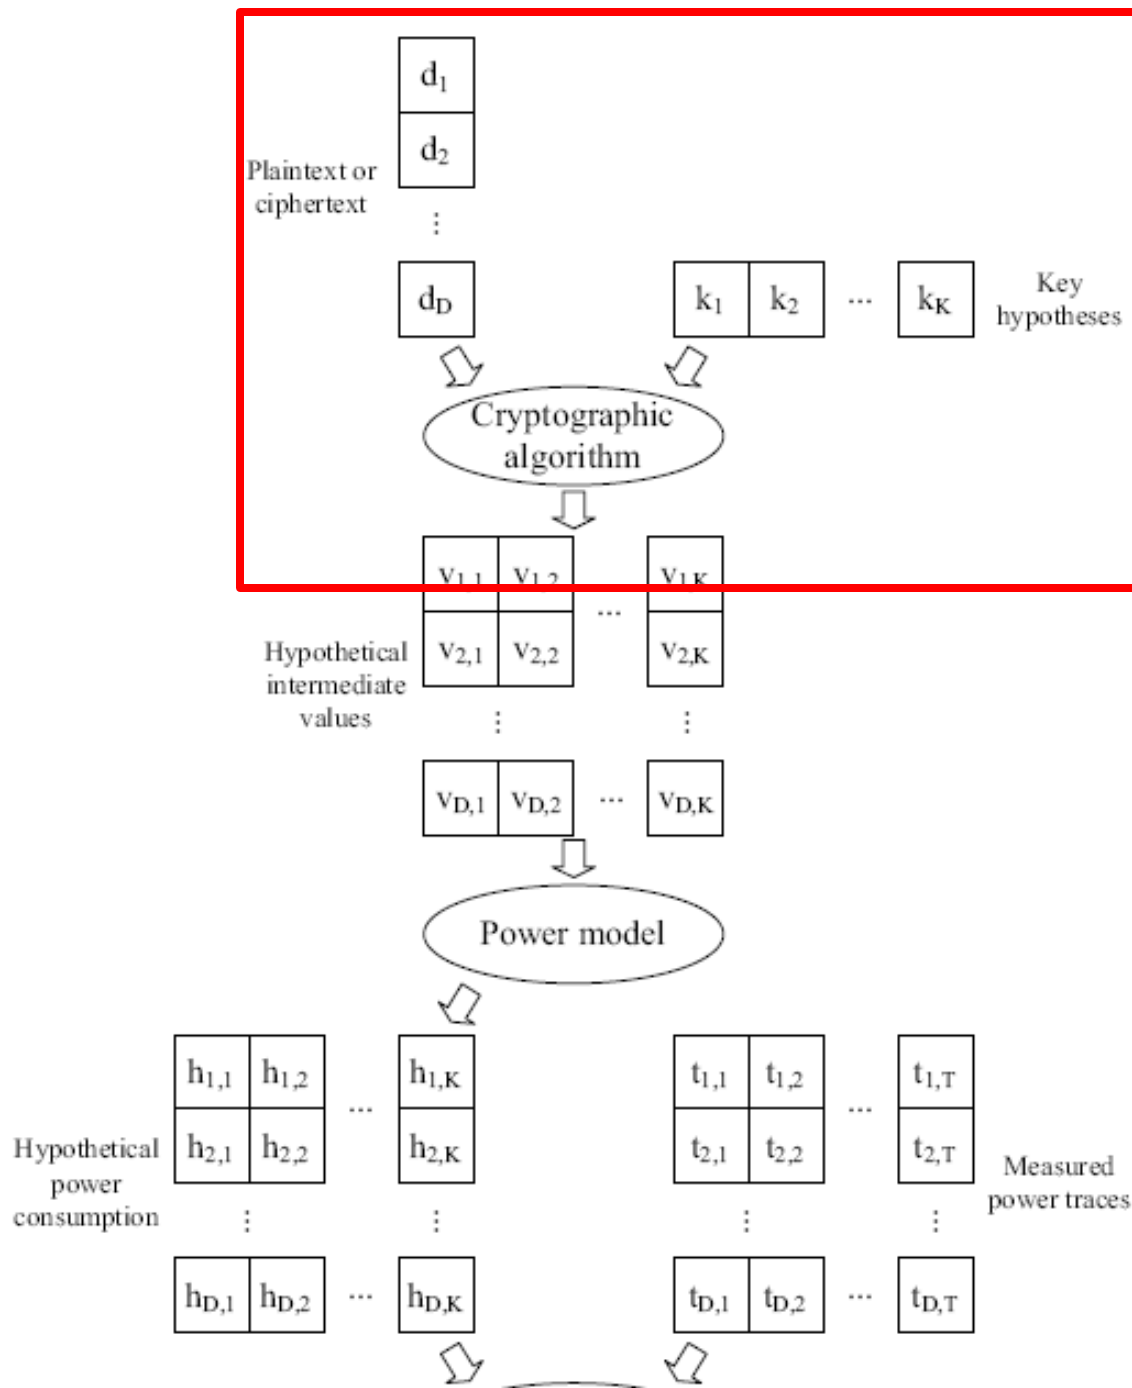 d1
d2
Plaintext or
ciphertext
⋮
dD
k1 k2 ... kK
Key
hypotheses
Cryptographic
algorithm
v1,1 v1,2 ... v1,K
v2,1 v2,2 v2,K
Hypothetical
intermediate
values
⋮ ⋮
vD,1 vD,2 ... vD,K
Power model
h1,1 h1,2 ... h1,K
h2,1 h2,2 h2,K
Hypothetical
power
consumption
⋮ ⋮
hD,1 hD,2 ... hD,K
t1,1 t1,2 ... t1,T
t2,1 t2,2 t2,T
Measured
power traces
⋮ ⋮
tD,1 tD,2 ... tD,T